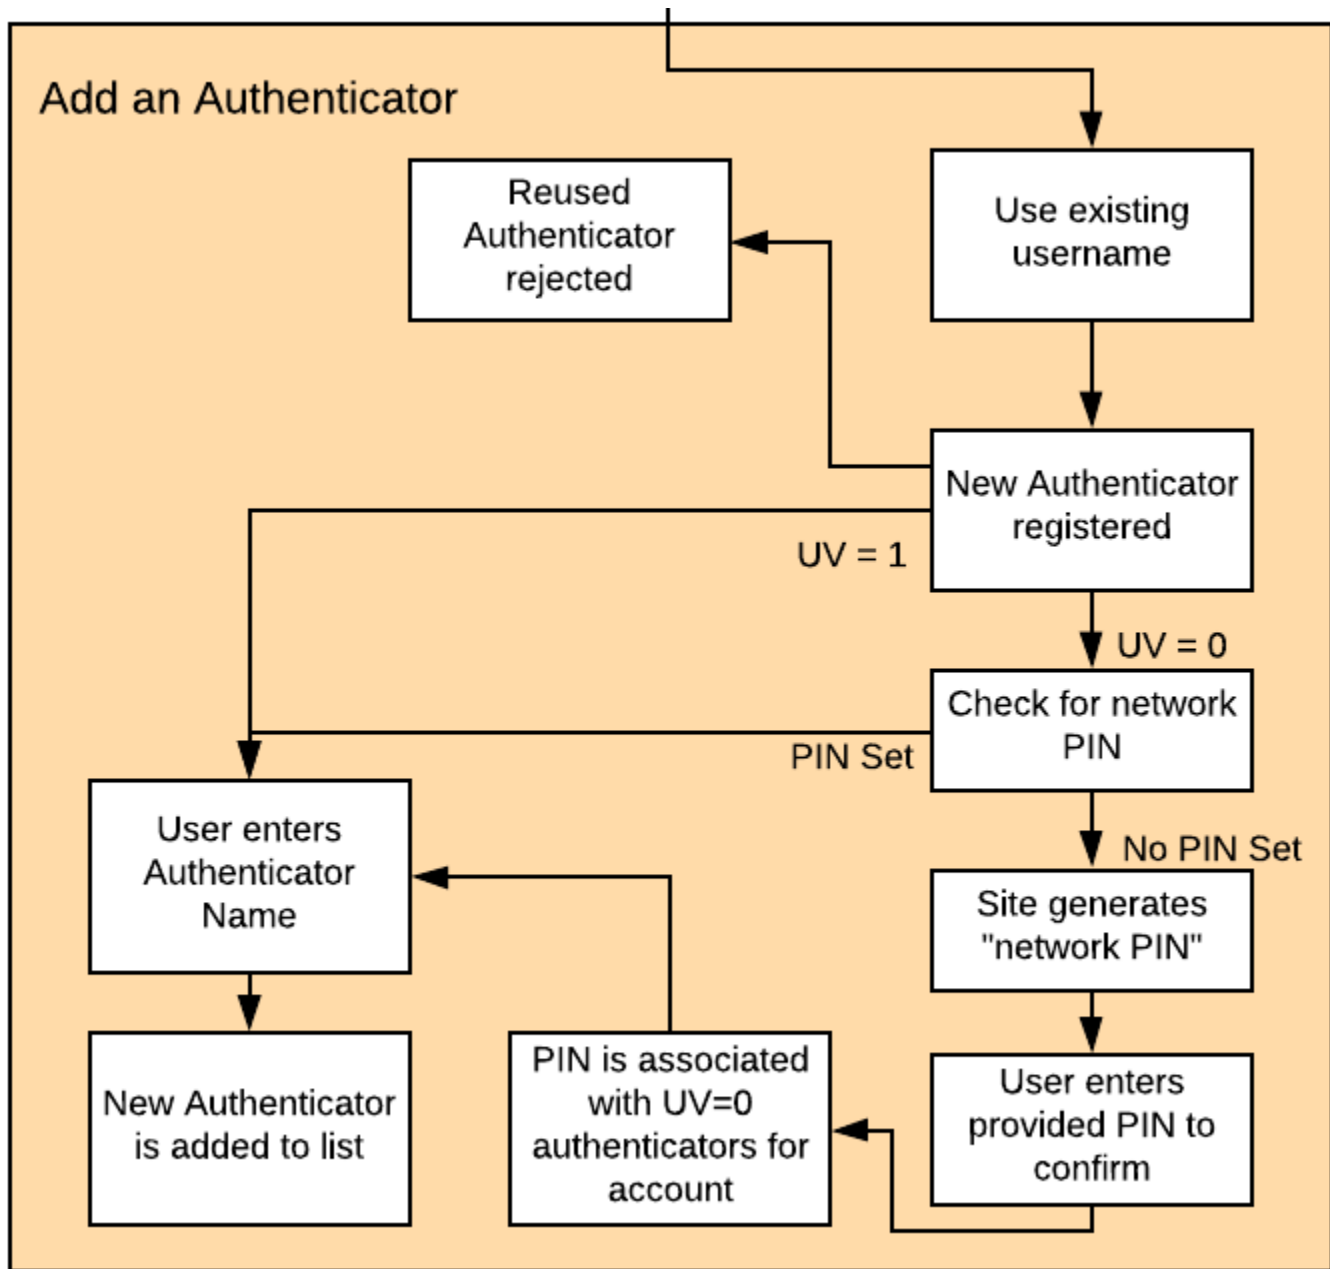 Add an Authenticator
Reused
Authenticator
rejected
Use existing
username
New Authenticator
registered
UV = 1
UV = 0
Check for network
PIN
PIN Set
No PIN Set
User enters
Authenticator
Name
Site generates
"network PIN"
New Authenticator
is added to list
PIN is associated
with UV=0
authenticators for
account
User enters
provided PIN to
confirm